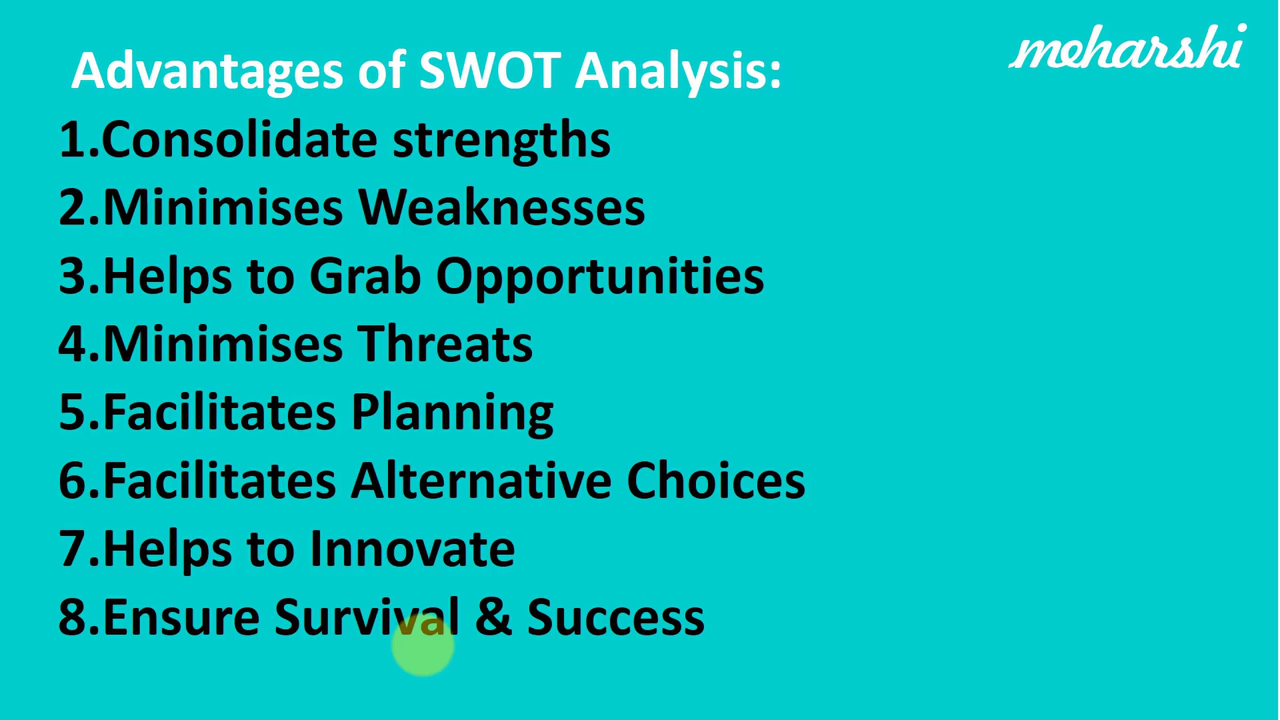 meharshi
Advantages of SWOT Analysis:
1.Consolidate strengths
2.Minimises Weaknesses
3.Helps to Grab Opportunities
4.Minimises Threats
5.Facilitates Planning
6.Facilitates Alternative Choices
7.Helps to Innovate
8.Ensure Survival & Success